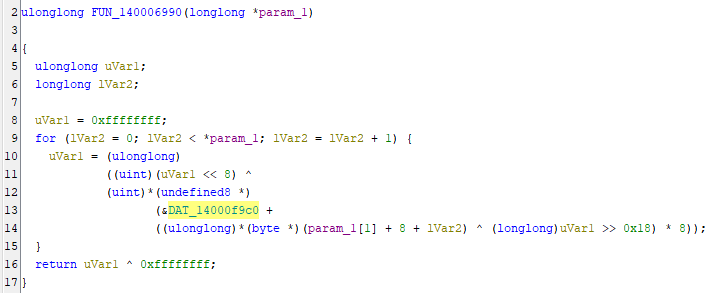 2 ulonglong FUN_140006990(longlong *param_1)
3
4 {
5 ulonglong uVar1;
6 longlong lVar2;
7
8 uVar1 = 0xffffffff;
9 for (lVar2 = 0; lVar2 < *param_1; lVar2 = lVar2 + 1) {
10 uVar1 = (ulonglong)
11 ((uint)(uVar1 << 8) ^
12 (uint)*(undefined8 *)
13 (&DAT_14000f9c0 +
14 ((ulonglong)*(byte *)(param_1[1] + 8 + lVar2) ^ (longlong)uVar1 >> 0x18) * 8));
15 }
16 return uVar1 ^ 0xffffffff;
17 }